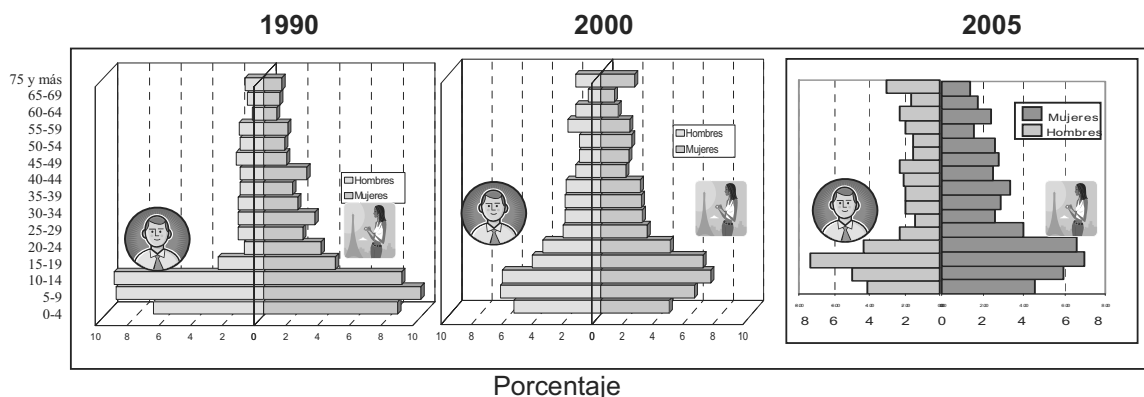 1990 2000 2005
75 y más
65-69
60-64
55-59
50-54
45-49
40-44
35-39
30-34
25-29
20-24
15-19
10-14
5-9
0-4
Hombres
Mujeres
10 8 6 4 2 0 2 4 6 8 10
Hombres
Mujeres
10 8 6 4 2 0 2 4 6 8 10
Mujeres
Hombres
8 6 4 2 0 2 4 6 8
Porcentaje